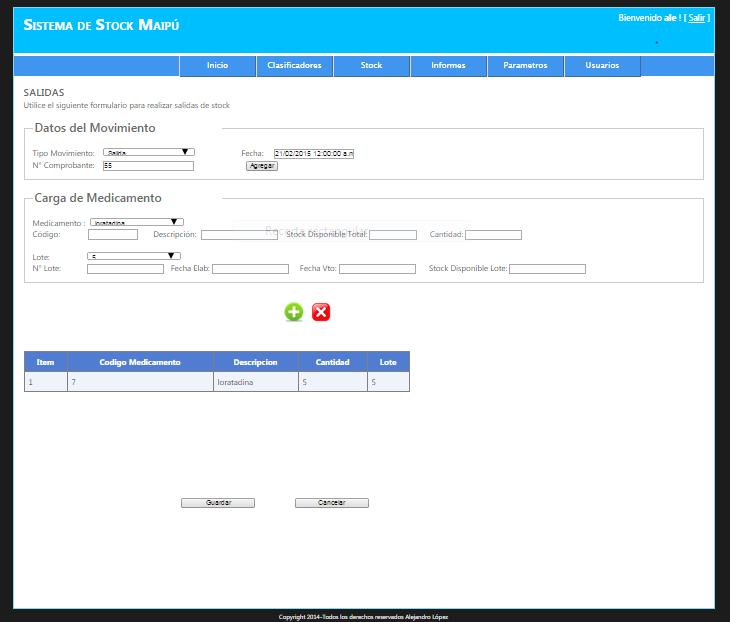 Sistema de Stock Maipú
Bienvenido ale ! [ Salir ]
Inicio Clasificadores Stock Informes Parametros Usuarios
SALIDAS
Utilice el siguiente formulario para realizar salidas de stock
Datos del Movimiento
Tipo Movimiento: Salida Fecha: 21/02/2015 12:00:00 a.m
N° Comprobante: 55 Agregar
Carga de Medicamento
Medicamento : loratadina
Código: Descripción: Stock Disponible Total: Cantidad:
Lote: 5
N° Lote: Fecha Elab: Fecha Vto: Stock Disponible Lote:
Item Codigo Medicamento Descripcion Cantidad Lote
1 7 loratadina 5 5
Guardar Cancelar
Copyright 2014-Todos los derechos reservados Alejandro López